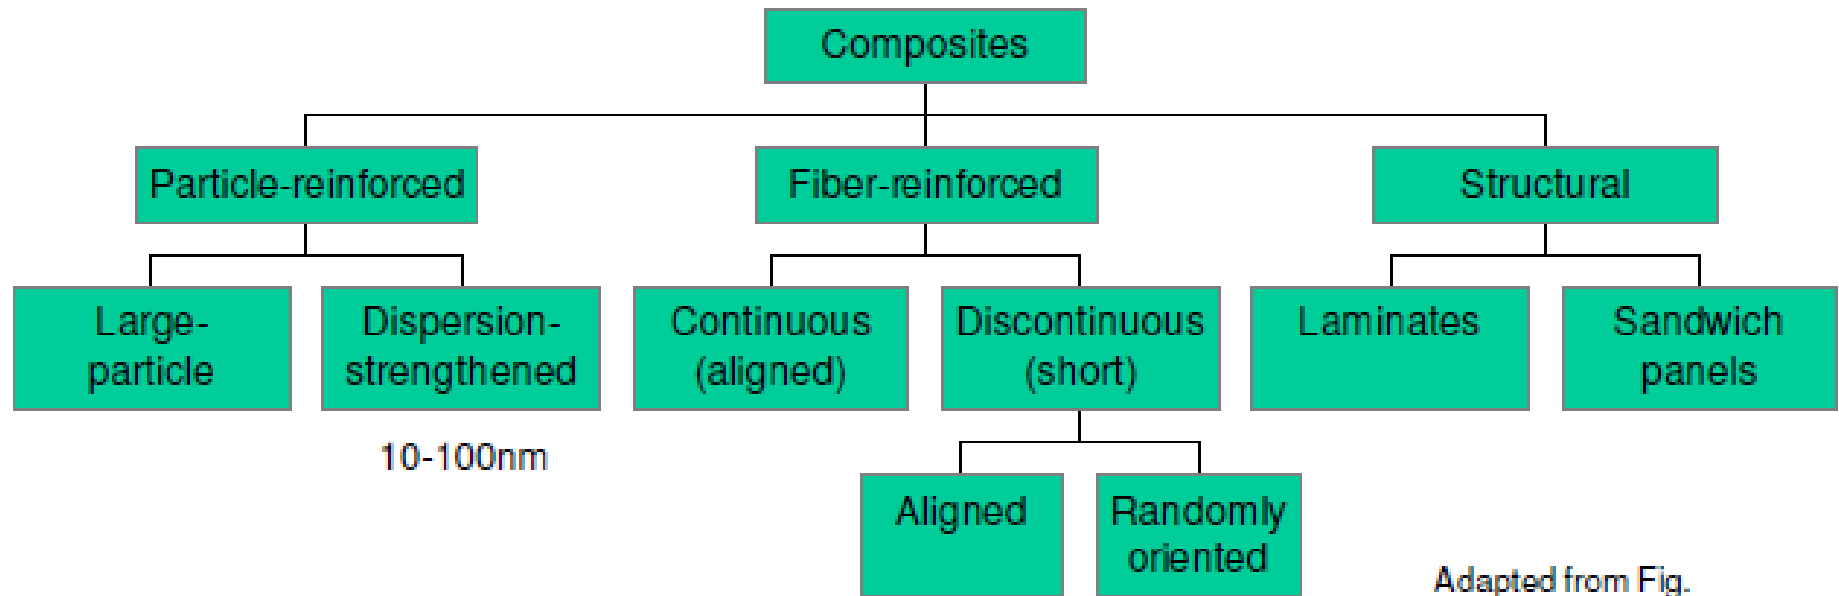 Composites
Particle-reinforced
Fiber-reinforced
Structural
Large-
particle
Dispersion-
strengthened
Continuous
(aligned)
Discontinuous
(short)
Laminates
Sandwich
panels
10-100nm
Aligned
Randomly
oriented
Adapted from Fig.